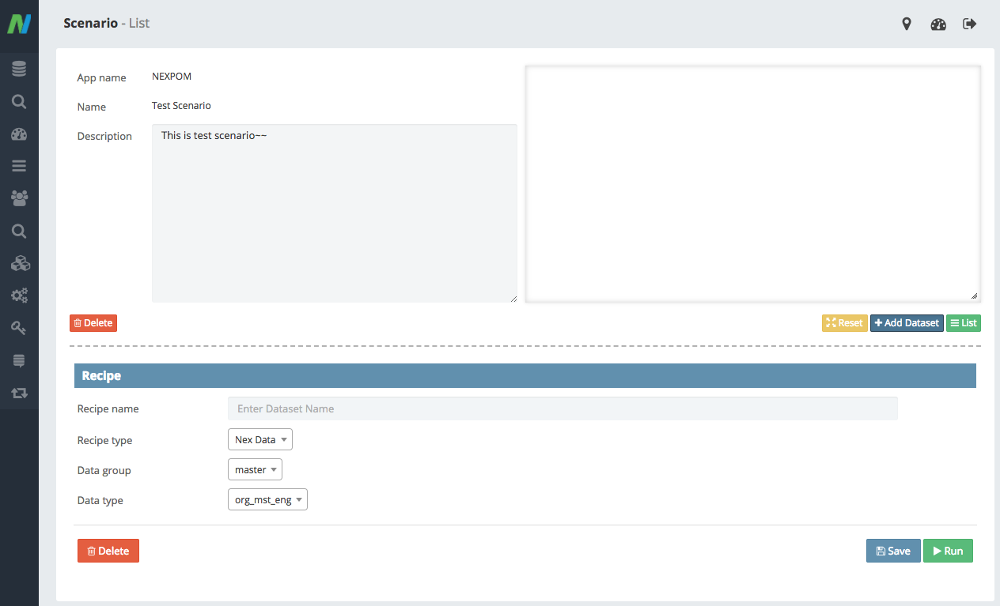 Scenario - List
App name NEXPOM
Name Test Scenario
Description This is test scenario~~
Delete Reset Add Dataset List
Recipe
Recipe name Enter Dataset Name
Recipe type Nex Data
Data group master
Data type org_mst_eng
Delete Save Run